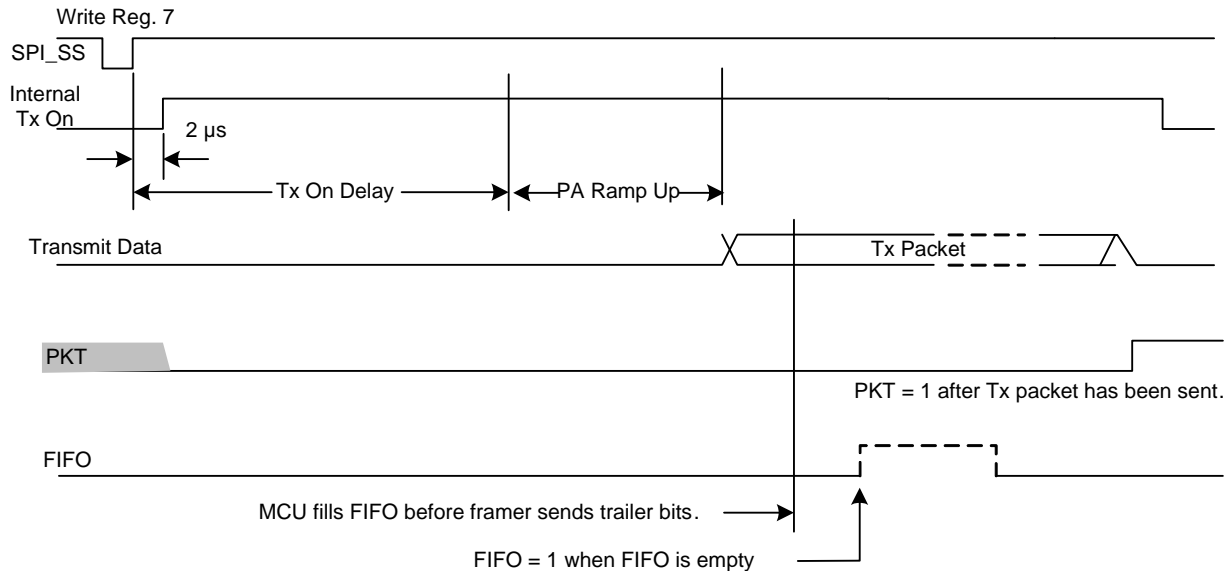 Write Reg. 7
SPI_SS
Internal
Tx On
2 µs
Tx On Delay
PA Ramp Up
Transmit Data
Tx Packet
PKT
PKT = 1 after Tx packet has been sent.
FIFO
MCU fills FIFO before framer sends trailer bits.
FIFO = 1 when FIFO is empty